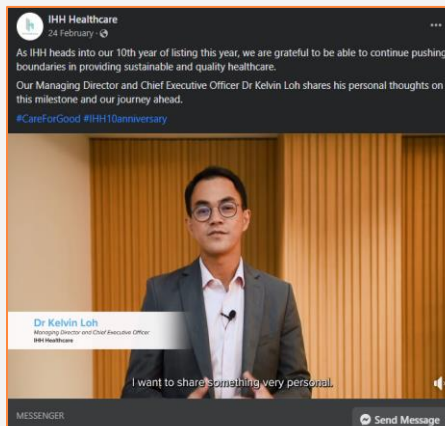 IHH Healthcare
24 February ·
As IHH heads into our 10th year of listing this year, we are grateful to be able to continue pushing
boundaries in providing sustainable and quality healthcare.
Our Managing Director and Chief Executive Officer Dr Kelvin Loh shares his personal thoughts on
this milestone and our journey ahead.
#CareForGood #IHH10anniversary
Dr Kelvin Loh
Managing Director and Chief Executive Officer
IHH Healthcare
I want to share something very personal.
MESSENGER
Send Message